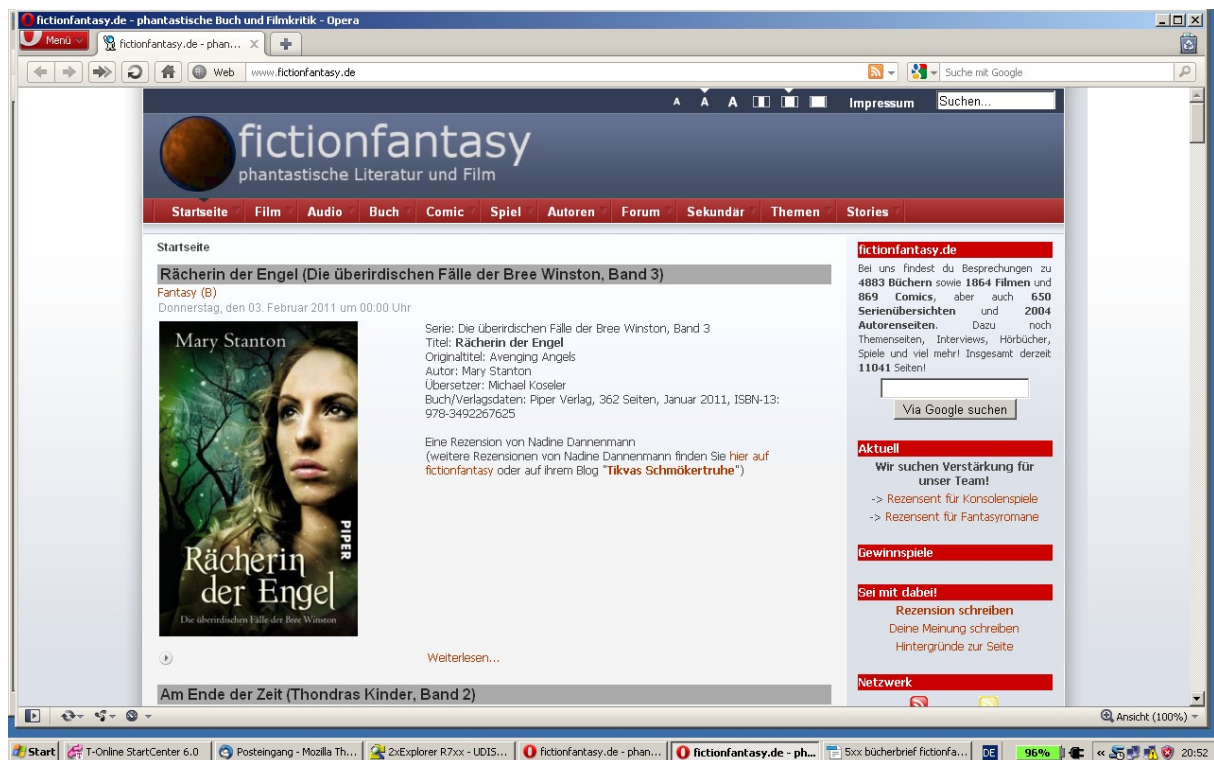 fictionfantasy.de - phantastische Buch und Filmkritik - Opera
Menü
fictionfantasy.de - phan...
Web
www.fictionfantasy.de
Suche mit Google
A A A
Impressum
Suchen...
fictionfantasy
phantastische Literatur und Film
Startseite Film Audio Buch Comic Spiel Autoren Forum Sekundär Themen Stories
Startseite
Rächerin der Engel (Die überirdischen Fälle der Bree Winston, Band 3)
Fantasy (B)
Donnerstag, den 03. Februar 2011 um 00:00 Uhr
Mary Stanton
PIPER
Rächerin
der Engel
Die überirdischen Fälle der Bree Winston
Serie: Die überirdischen Fälle der Bree Winston, Band 3
Titel: Rächerin der Engel
Originaltitel: Avenging Angels
Autor: Mary Stanton
Übersetzer: Michael Koseler
Buch/Verlagsdaten: Piper Verlag, 362 Seiten, Januar 2011, ISBN-13:
978-3492267625
Eine Rezension von Nadine Dannenmann
(weitere Rezensionen von Nadine Dannenmann finden Sie hier auf
fictionfantasy oder auf ihrem Blog "Tikvas Schmökertruhe")
Weiterlesen...
Am Ende der Zeit (Thondras Kinder, Band 2)
fictionfantasy.de
Bei uns findest du Besprechungen zu
4883 Büchern sowie 1864 Filmen und
869 Comics, aber auch 650
Serienübersichten und 2004
Autorenseiten. Dazu noch
Themenseiten, Interviews, Hörbücher,
Spiele und viel mehr! Insgesamt derzeit
11041 Seiten!
Via Google suchen
Aktuell
Wir suchen Verstärkung für
unser Team!
-> Rezensent für Konsolenspiele
-> Rezensent für Fantasyromane
Gewinnspiele
Sei mit dabei!
Rezension schreiben
Deine Meinung schreiben
Hintergründe zur Seite
Netzwerk
Ansicht (100%)
Start
T-Online StartCenter 6.0
Posteingang - Mozilla Th...
2xExplorer R7xx - UDIS...
fictionfantasy.de - phan...
fictionfantasy.de - ph...
5xx bücherbrief fictionfa...
DE
96%
«
20:52